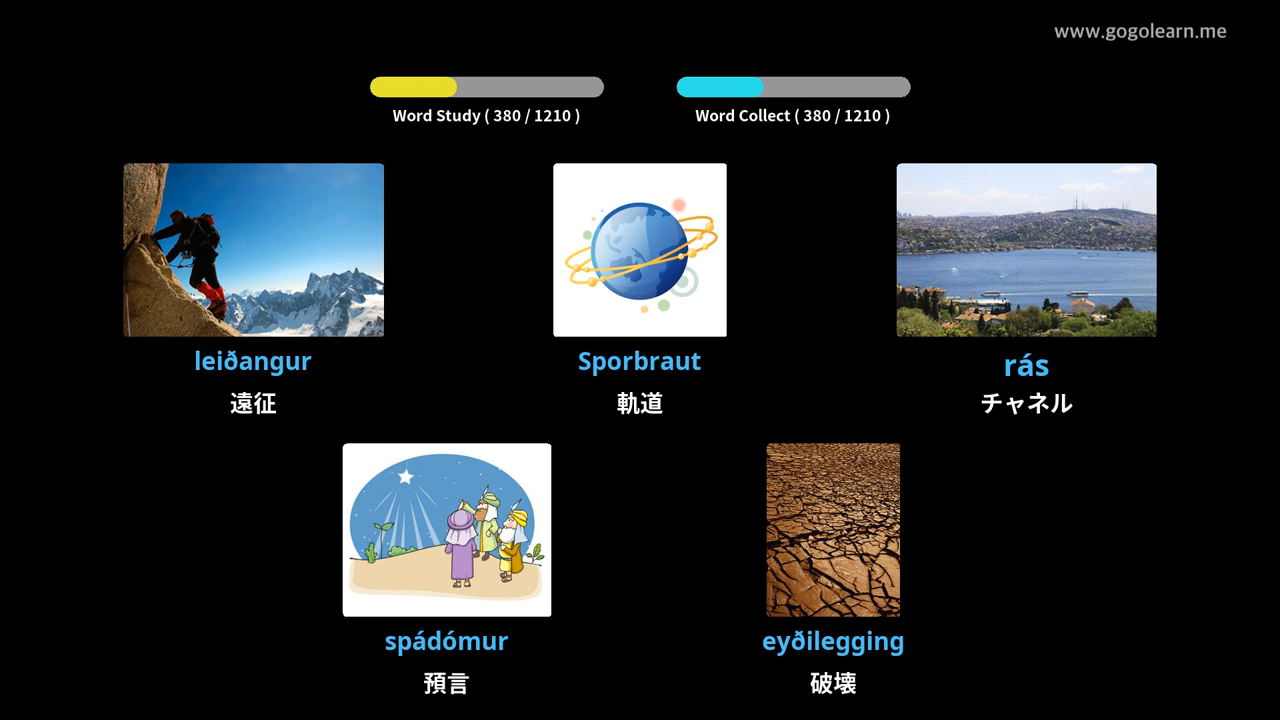 www.gogolearn.me
Word Study ( 380 / 1210 )
Word Collect ( 380 / 1210 )
leiðangur
遠征
Sporbraut
軌道
rás
チャネル
spádómur
預言
eyðilegging
破壊